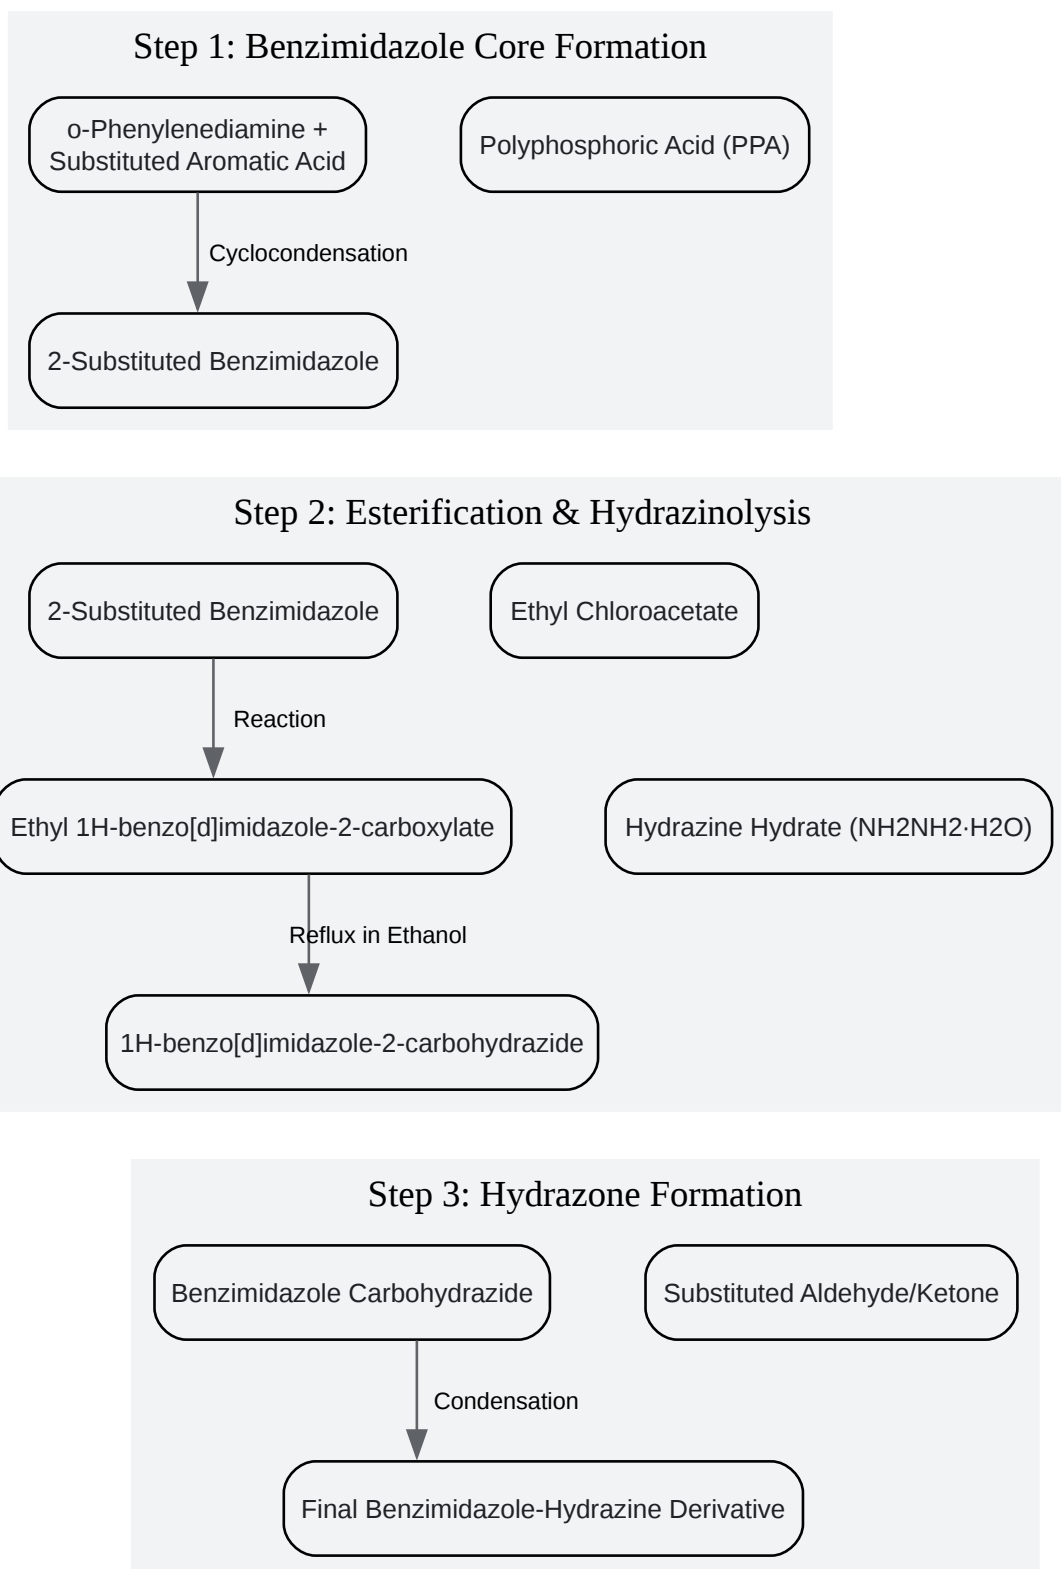 Step 1: Benzimidazole Core Formation
o-Phenylenediamine +
Substituted Aromatic Acid
Polyphosphoric Acid (PPA)
Cyclocondensation
2-Substituted Benzimidazole
Step 2: Esterification & Hydrazinolysis
2-Substituted Benzimidazole
Ethyl Chloroacetate
Reaction
Ethyl 1H-benzo[d]imidazole-2-carboxylate
Hydrazine Hydrate (NH2NH2·H2O)
Reflux in Ethanol
1H-benzo[d]imidazole-2-carbohydrazide
Step 3: Hydrazone Formation
Benzimidazole Carbohydrazide
Substituted Aldehyde/Ketone
Condensation
Final Benzimidazole-Hydrazine Derivative